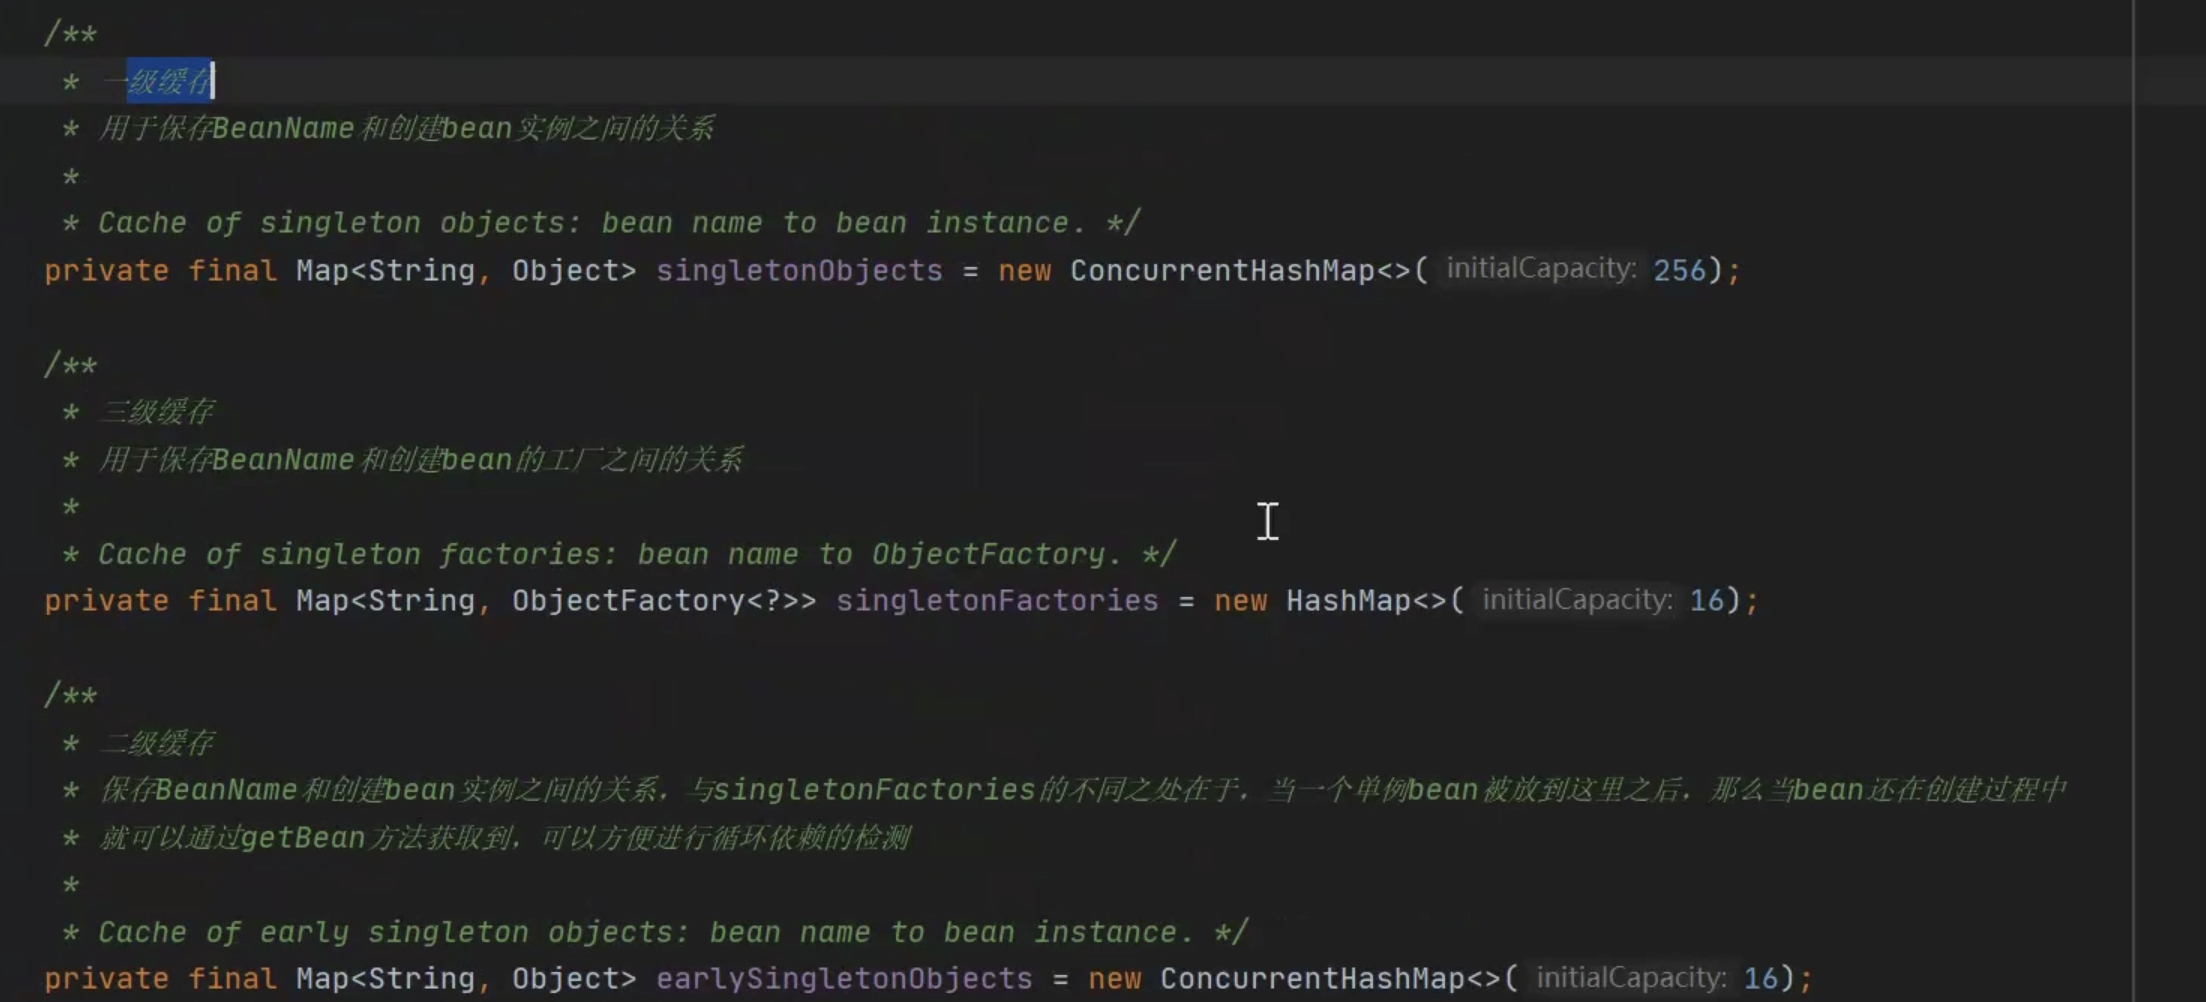 /**
* 一级缓存
* 用于保存BeanName和创建bean实例之间的关系
*
* Cache of singleton objects: bean name to bean instance. */
private final Map<String, Object> singletonObjects = new ConcurrentHashMap<>( initialCapacity: 256);
/**
* 三级缓存
* 用于保存BeanName和创建bean的工厂之间的关系
*
* Cache of singleton factories: bean name to ObjectFactory. */
private final Map<String, ObjectFactory<?>> singletonFactories = new HashMap<>( initialCapacity: 16);
/**
* 二级缓存
* 保存BeanName和创建bean实例之间的关系，与singletonFactories的不同之处在于，当一个单例bean被放到这里之后，那么当bean还在创建过程中
* 就可以通过getBean方法获取到，可以方便进行循环依赖的检测
*
* Cache of early singleton objects: bean name to bean instance. */
private final Map<String, Object> earlySingletonObjects = new ConcurrentHashMap<>( initialCapacity: 16);